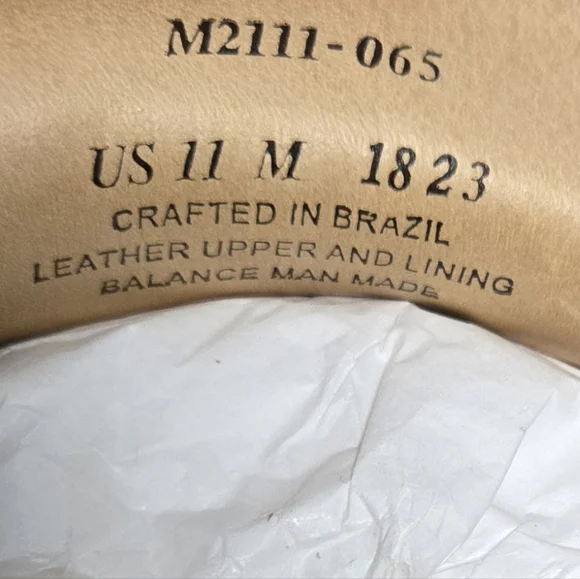 M2111-065
US 11 M 1823
CRAFTED IN BRAZIL
LEATHER UPPER AND LINING
BALANCE MAN MADE